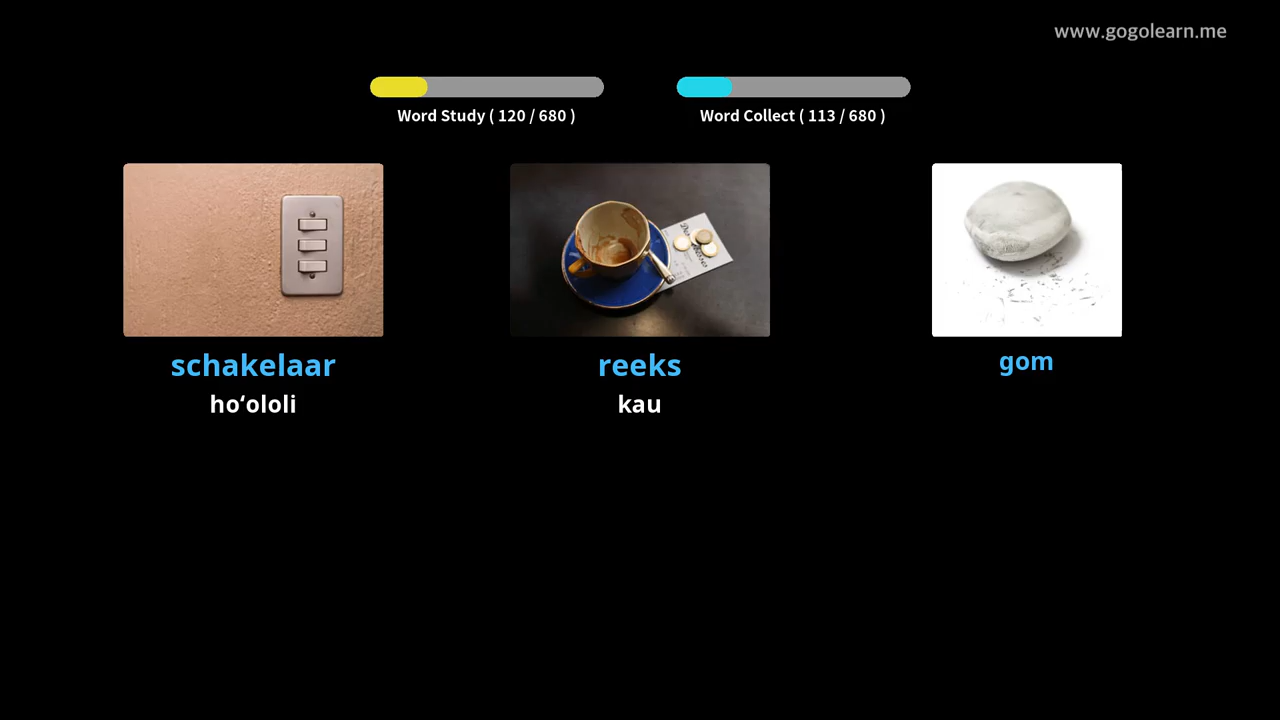 www.gogolearn.me
Word Study ( 120 / 680 )
Word Collect ( 113 / 680 )
schakelaar
hoʻololi
reeks
kau
gom